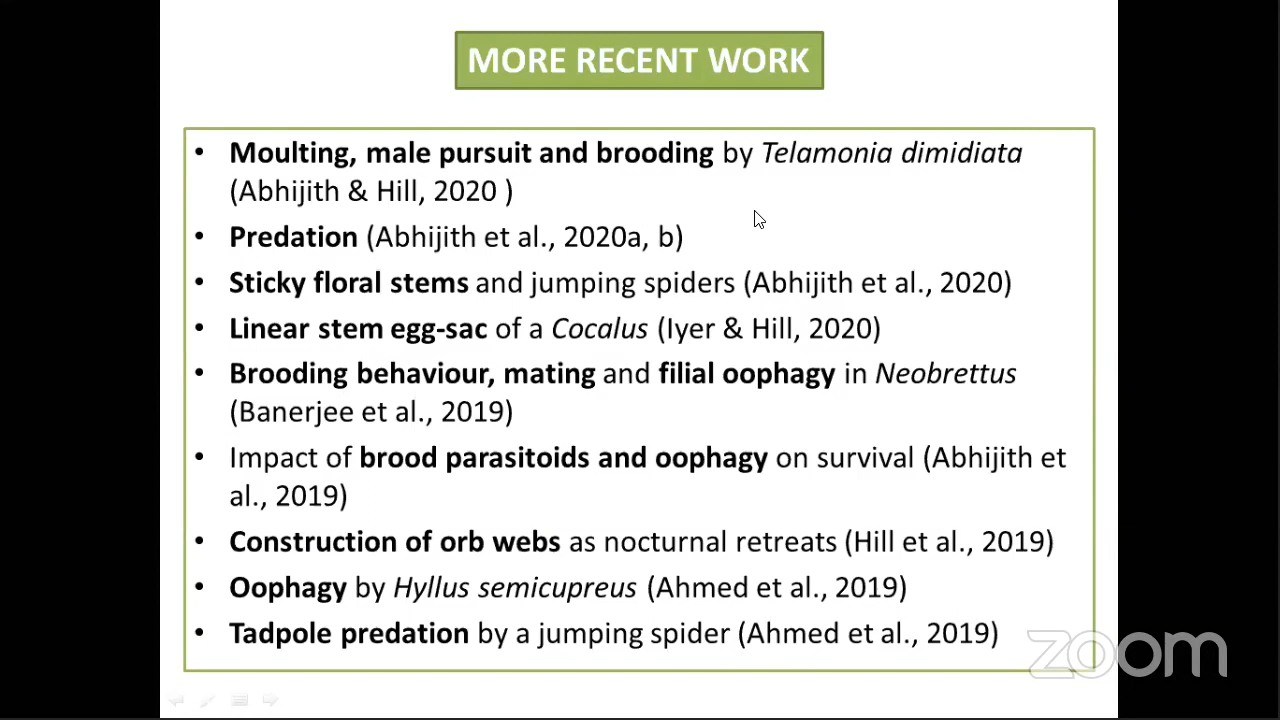 MORE RECENT WORK
• Moulting, male pursuit and brooding by Telamonia dimidiata
(Abhijith & Hill, 2020 )
• Predation (Abhijith et al., 2020a, b)
• Sticky floral stems and jumping spiders (Abhijith et al., 2020)
• Linear stem egg-sac of a Cocalus (Iyer & Hill, 2020)
• Brooding behaviour, mating and filial oophagy in Neobrettus
(Banerjee et al., 2019)
• Impact of brood parasitoids and oophagy on survival (Abhijith et
al., 2019)
• Construction of orb webs as nocturnal retreats (Hill et al., 2019)
• Oophagy by Hyllus semicupreus (Ahmed et al., 2019)
• Tadpole predation by a jumping spider (Ahmed et al., 2019)
zoom